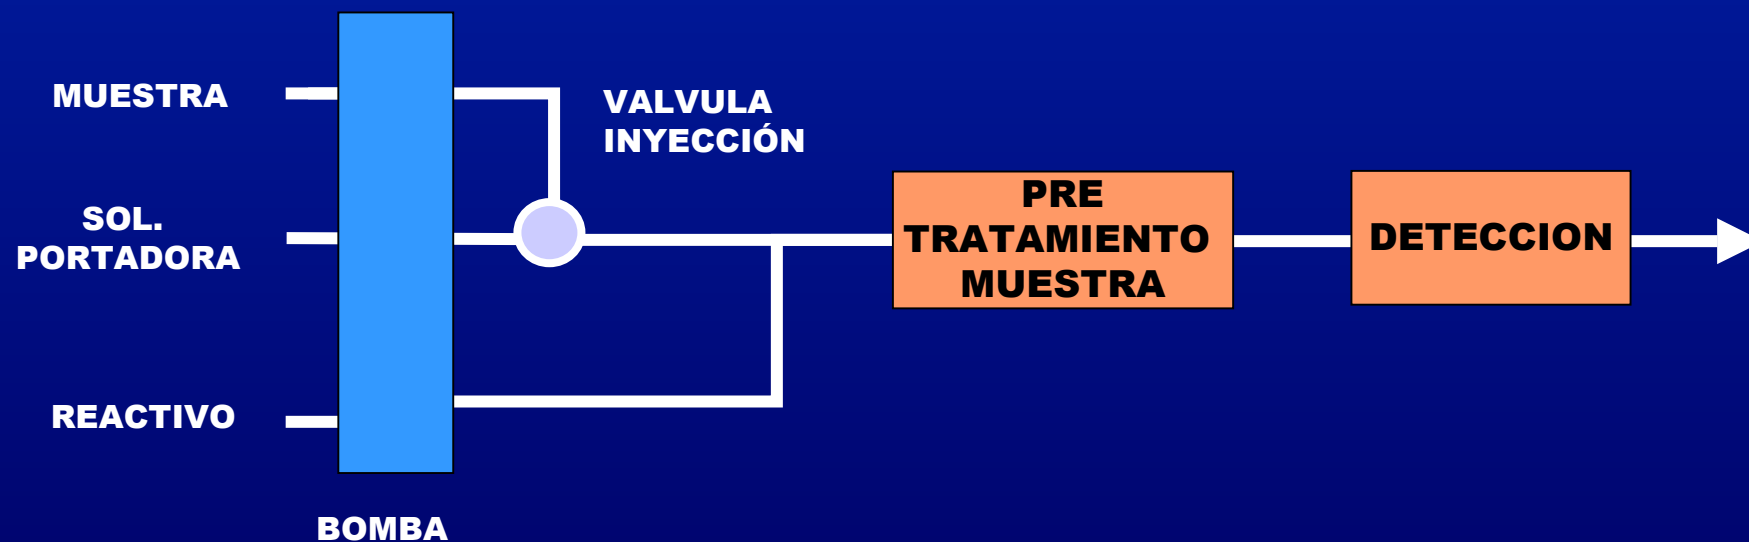 MUESTRA
VALVULA
INYECCIÓN
SOL.
PORTADORA
PRE
TRATAMIENTO
MUESTRA
DETECCION
REACTIVO
BOMBA